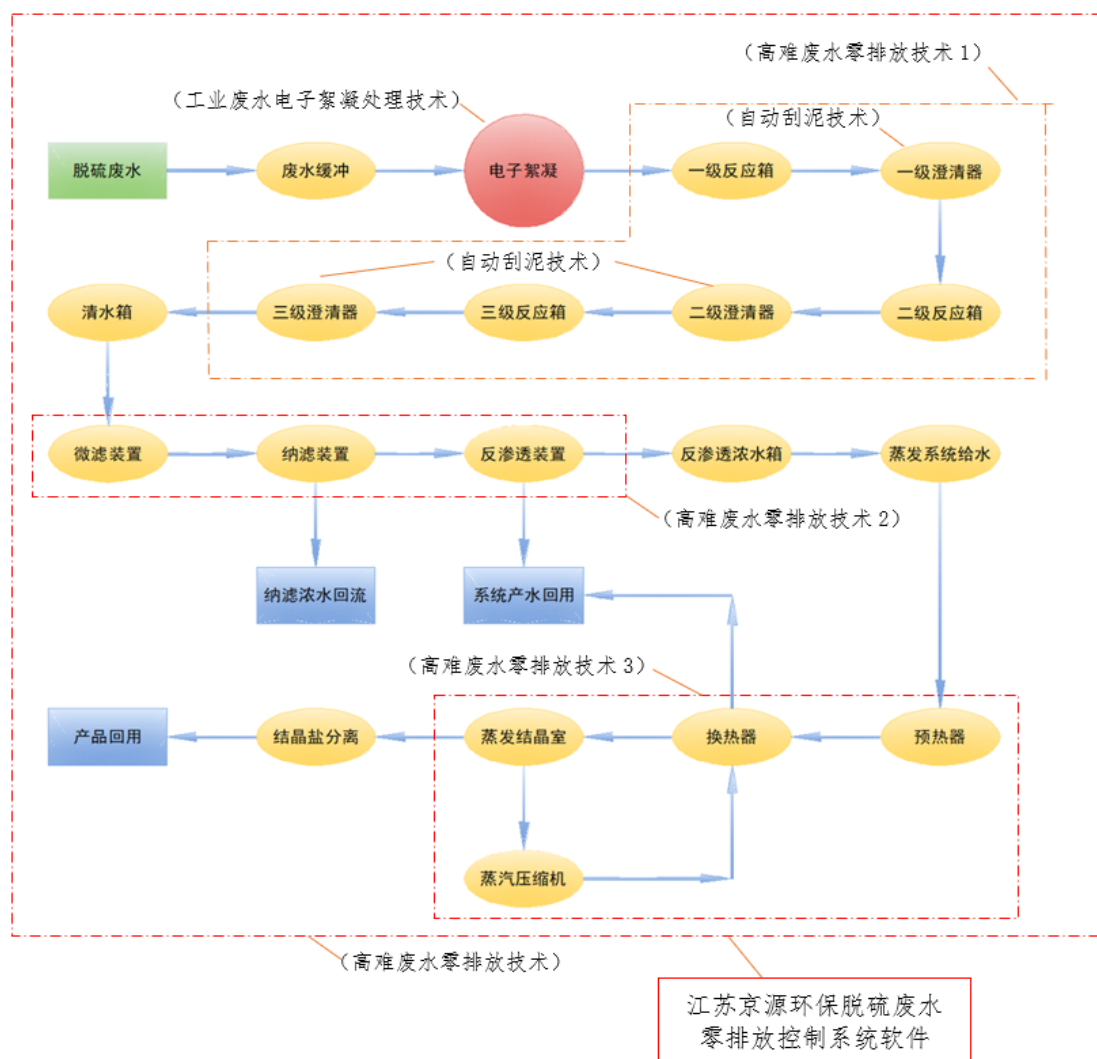 （高难废水零排放技术1）
（工业废水电子絮凝处理技术）
（自动刮泥技术）
脱硫废水
废水缓冲
电子絮凝
一级反应箱
一级澄清器
（自动刮泥技术）
清水箱
三级澄清器
三级反应箱
二级澄清器
二级反应箱
微滤装置
纳滤装置
反渗透装置
反渗透浓水箱
蒸发系统给水
（高难废水零排放技术2）
纳滤浓水回流
系统产水回用
（高难废水零排放技术3）
产品回用
结晶盐分离
蒸发结晶室
换热器
预热器
蒸汽压缩机
（高难废水零排放技术）
江苏京源环保脱硫废水
零排放控制系统软件